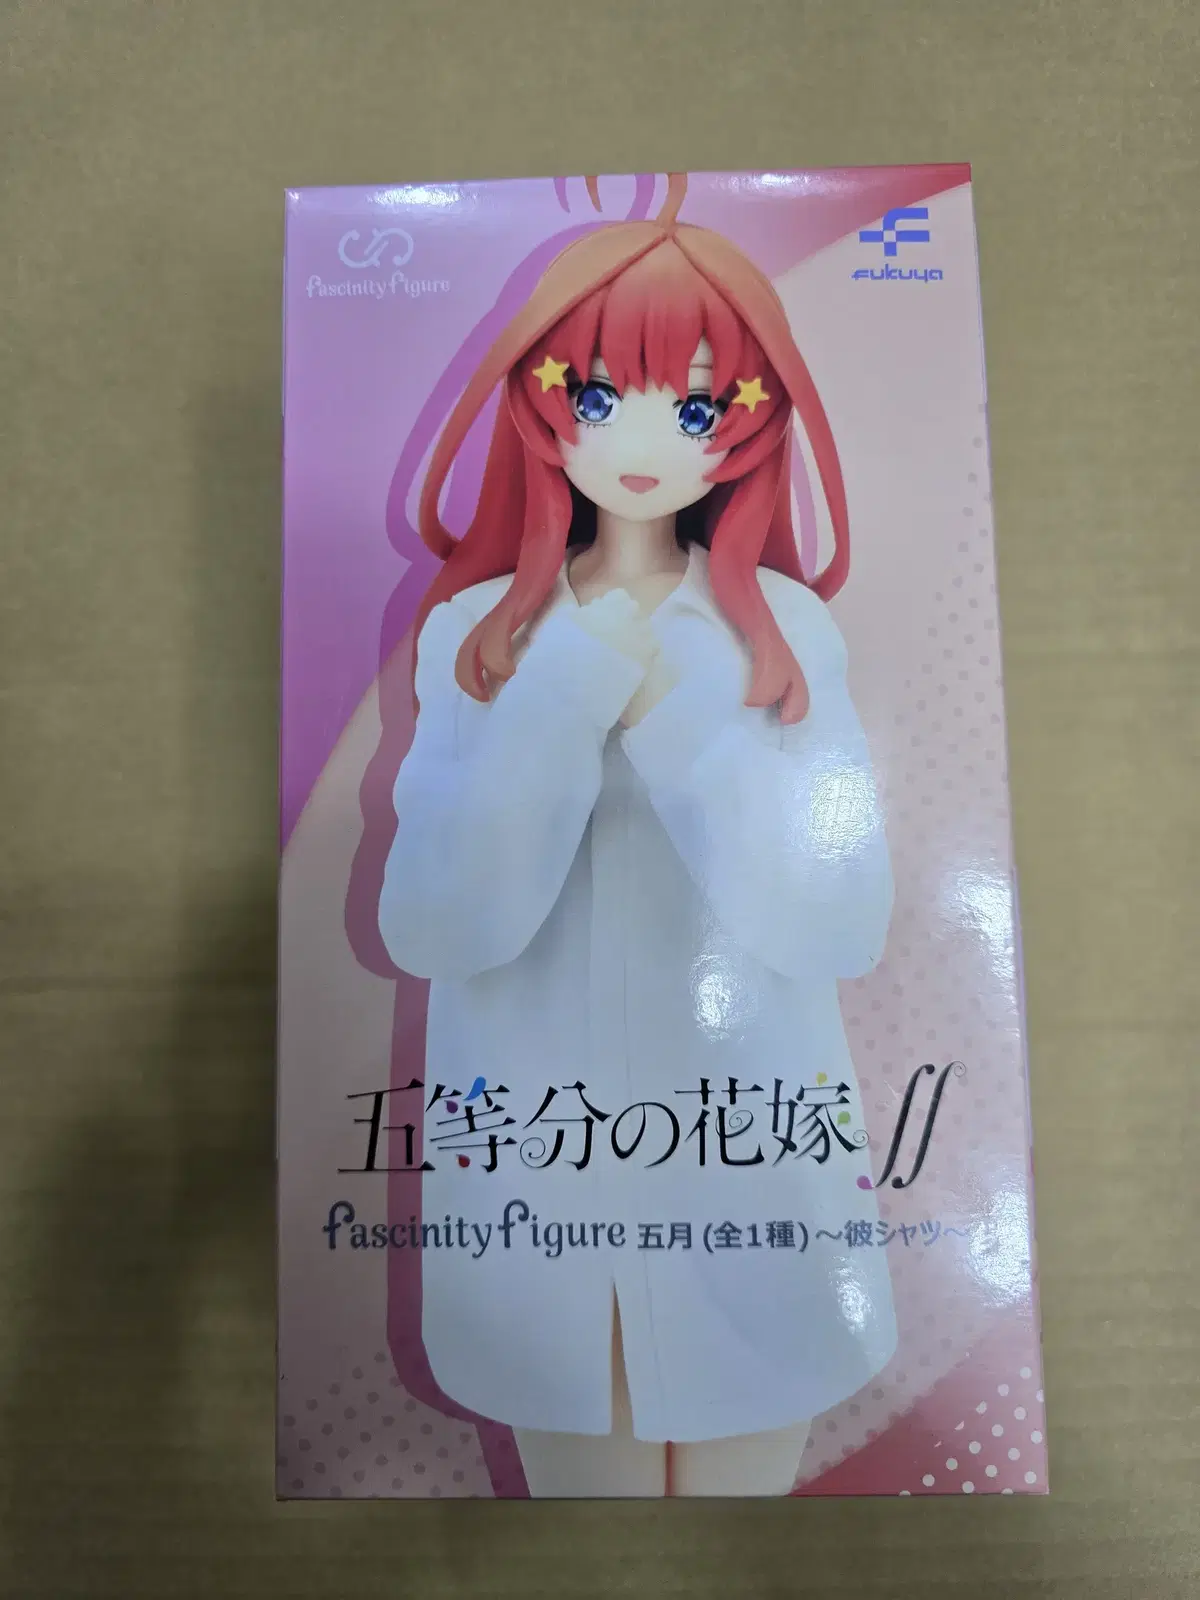 fascinity figure
fukuya
五等分の花嫁∬
fascinity figure 五月 (全1種) ～彼シャツ～